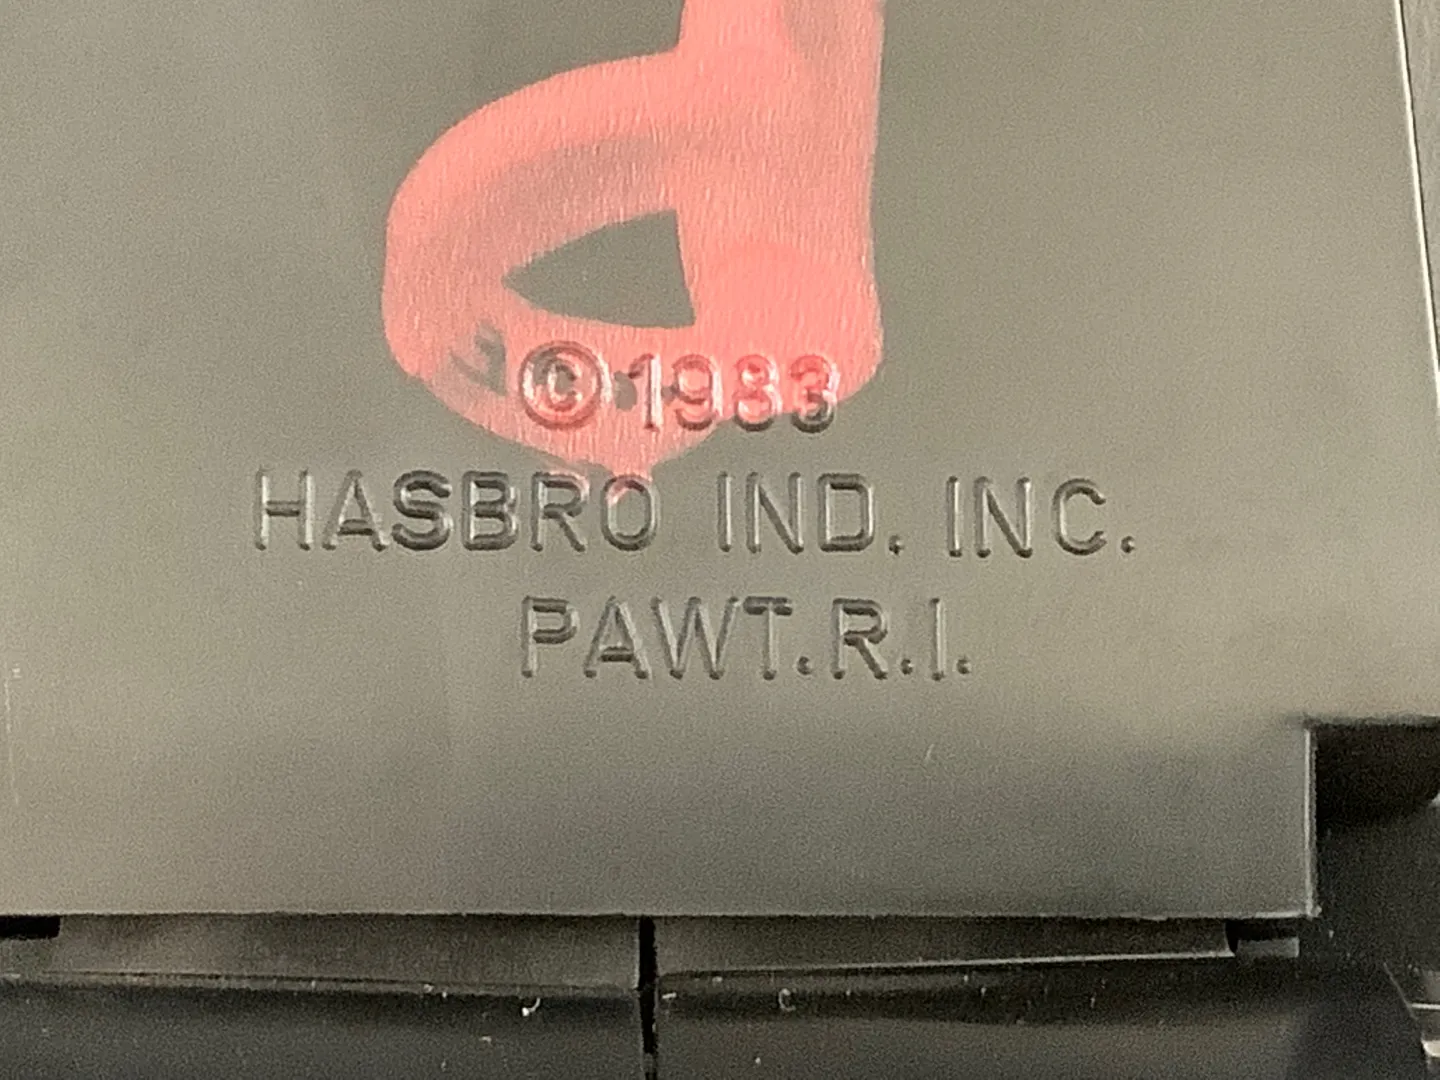 ©1983
HASBRO IND. INC.
PAWT.R.I.